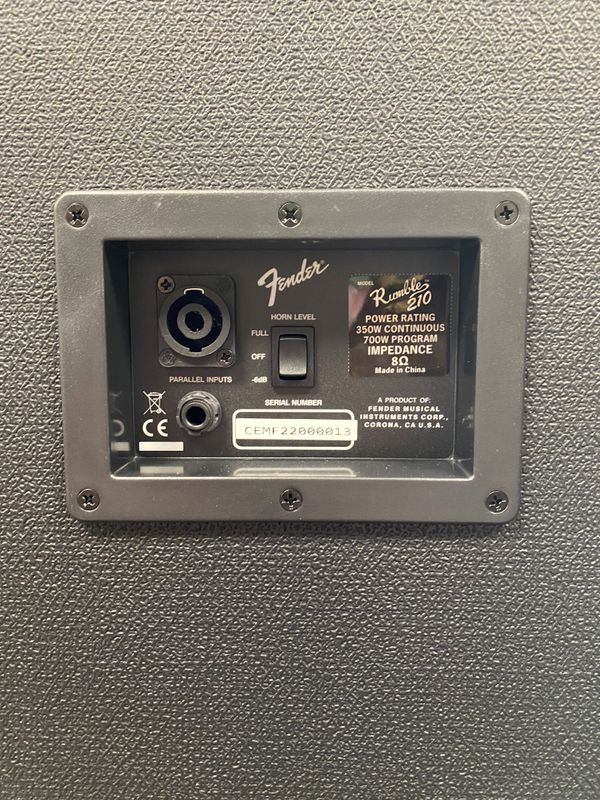 Fender
HORN LEVEL
FULL
OFF
-6dB
PARALLEL INPUTS
CE
SERIAL NUMBER
CEMF22000013
MODEL
Rumble
210
POWER RATING
350W CONTINUOUS
700W PROGRAM
IMPEDANCE
8Ω
Made in China
A PRODUCT OF:
FENDER MUSICAL
INSTRUMENTS CORP.,
CORONA, CA U.S.A.